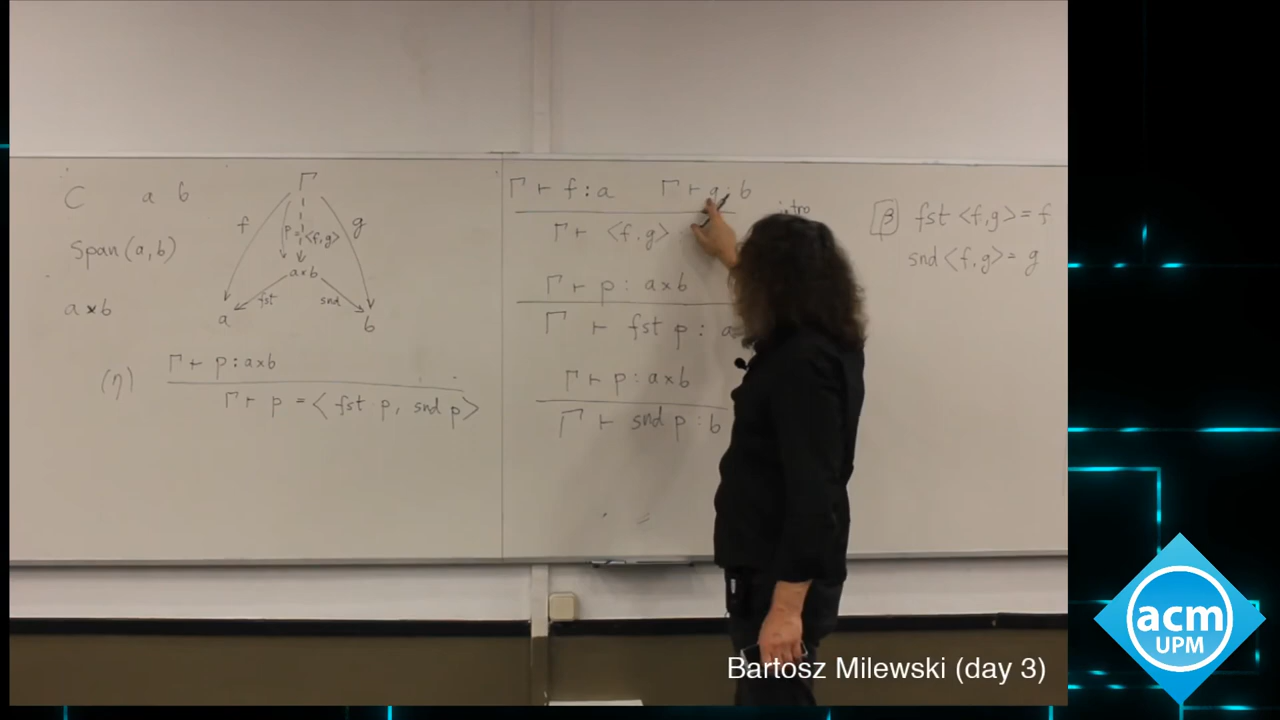 C a b
Span (a, b)
a × b
Γ
f
p
<f,g>
g
a×b
fst
snd
a
b
(η)
Γ ⊢ p : a×b
Γ ⊢ p = < fst p, snd p >
Γ ⊢ f : a Γ ⊢ g : b
Γ ⊢ <f, g>
intro
Γ ⊢ p : a×b
Γ ⊢ fst p : a
Γ ⊢ p : a×b
Γ ⊢ snd p : b
β fst <f,g> = f
snd <f,g> = g
Bartosz Milewski (day 3)
acm
UPM